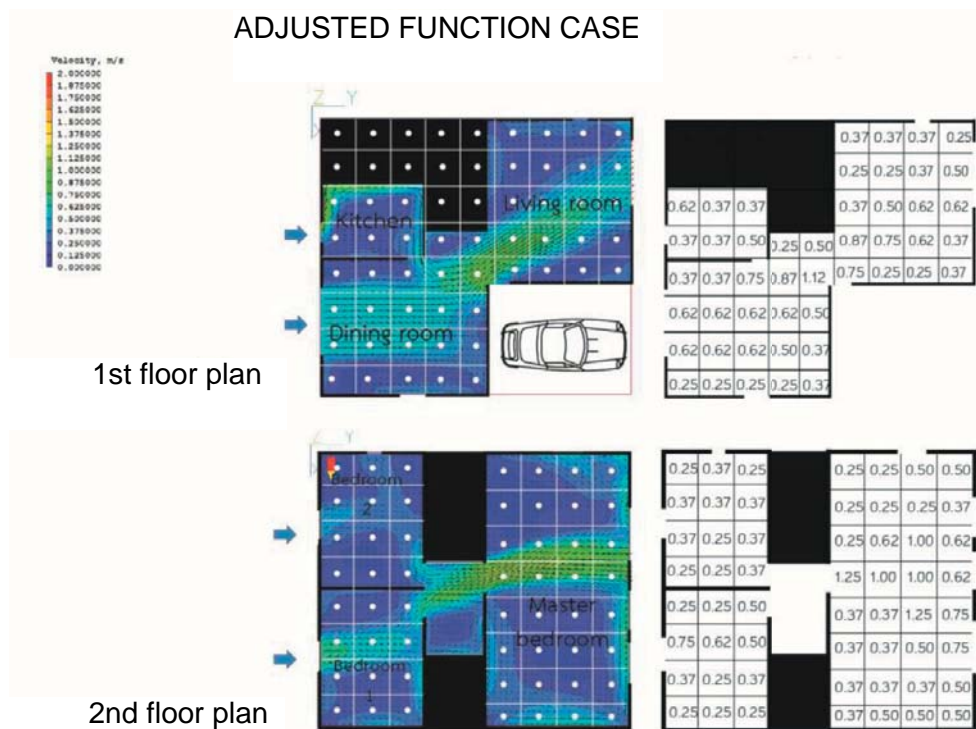 ADJUSTED FUNCTION CASE
Velocity, m/s
2.000000
1.875000
1.750000
1.625000
1.500000
1.375000
1.250000
1.125000
1.000000
0.875000
0.750000
0.625000
0.500000
0.375000
0.250000
0.125000
0.000000
Z Y
Kitchen
Living room
Dining room
1st floor plan
0.37 0.37 0.37 0.25
0.25 0.25 0.37 0.50
0.62 0.37 0.37 0.37 0.50 0.62 0.62
0.37 0.37 0.50 0.25 0.50 0.87 0.75 0.62 0.37
0.37 0.37 0.75 0.87 1.12 0.75 0.25 0.25 0.37
0.62 0.62 0.62 0.62 0.50
0.62 0.62 0.62 0.50 0.37
0.25 0.25 0.25 0.25 0.37
Z Y
Bedroom
2
Master
bedroom
Bedroom
1
2nd floor plan
0.25 0.37 0.25 0.25 0.25 0.50 0.50
0.37 0.37 0.37 0.25 0.25 0.25 0.37
0.37 0.25 0.37 0.25 0.62 1.00 0.62
0.25 0.25 0.37 1.25 1.00 1.00 0.62
0.25 0.25 0.50 0.37 0.37 1.25 0.75
0.75 0.62 0.50 0.37 0.37 0.50 0.75
0.37 0.25 0.37 0.37 0.37 0.37 0.50
0.25 0.25 0.25 0.37 0.50 0.50 0.50